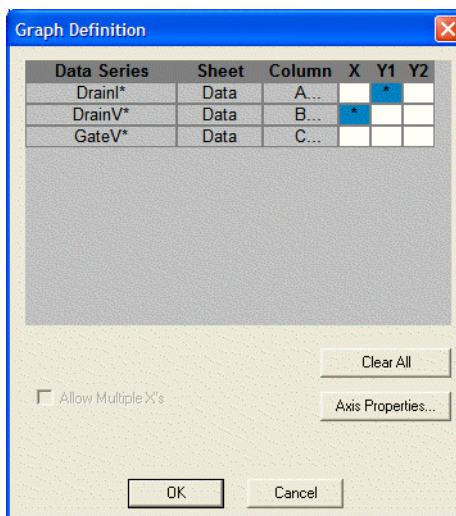 Graph Definition
Data Series Sheet Column X Y1 Y2
DrainI* Data A... *
DrainV* Data B... *
GateV* Data C...
Clear All
Allow Multiple X's
Axis Properties...
OK Cancel